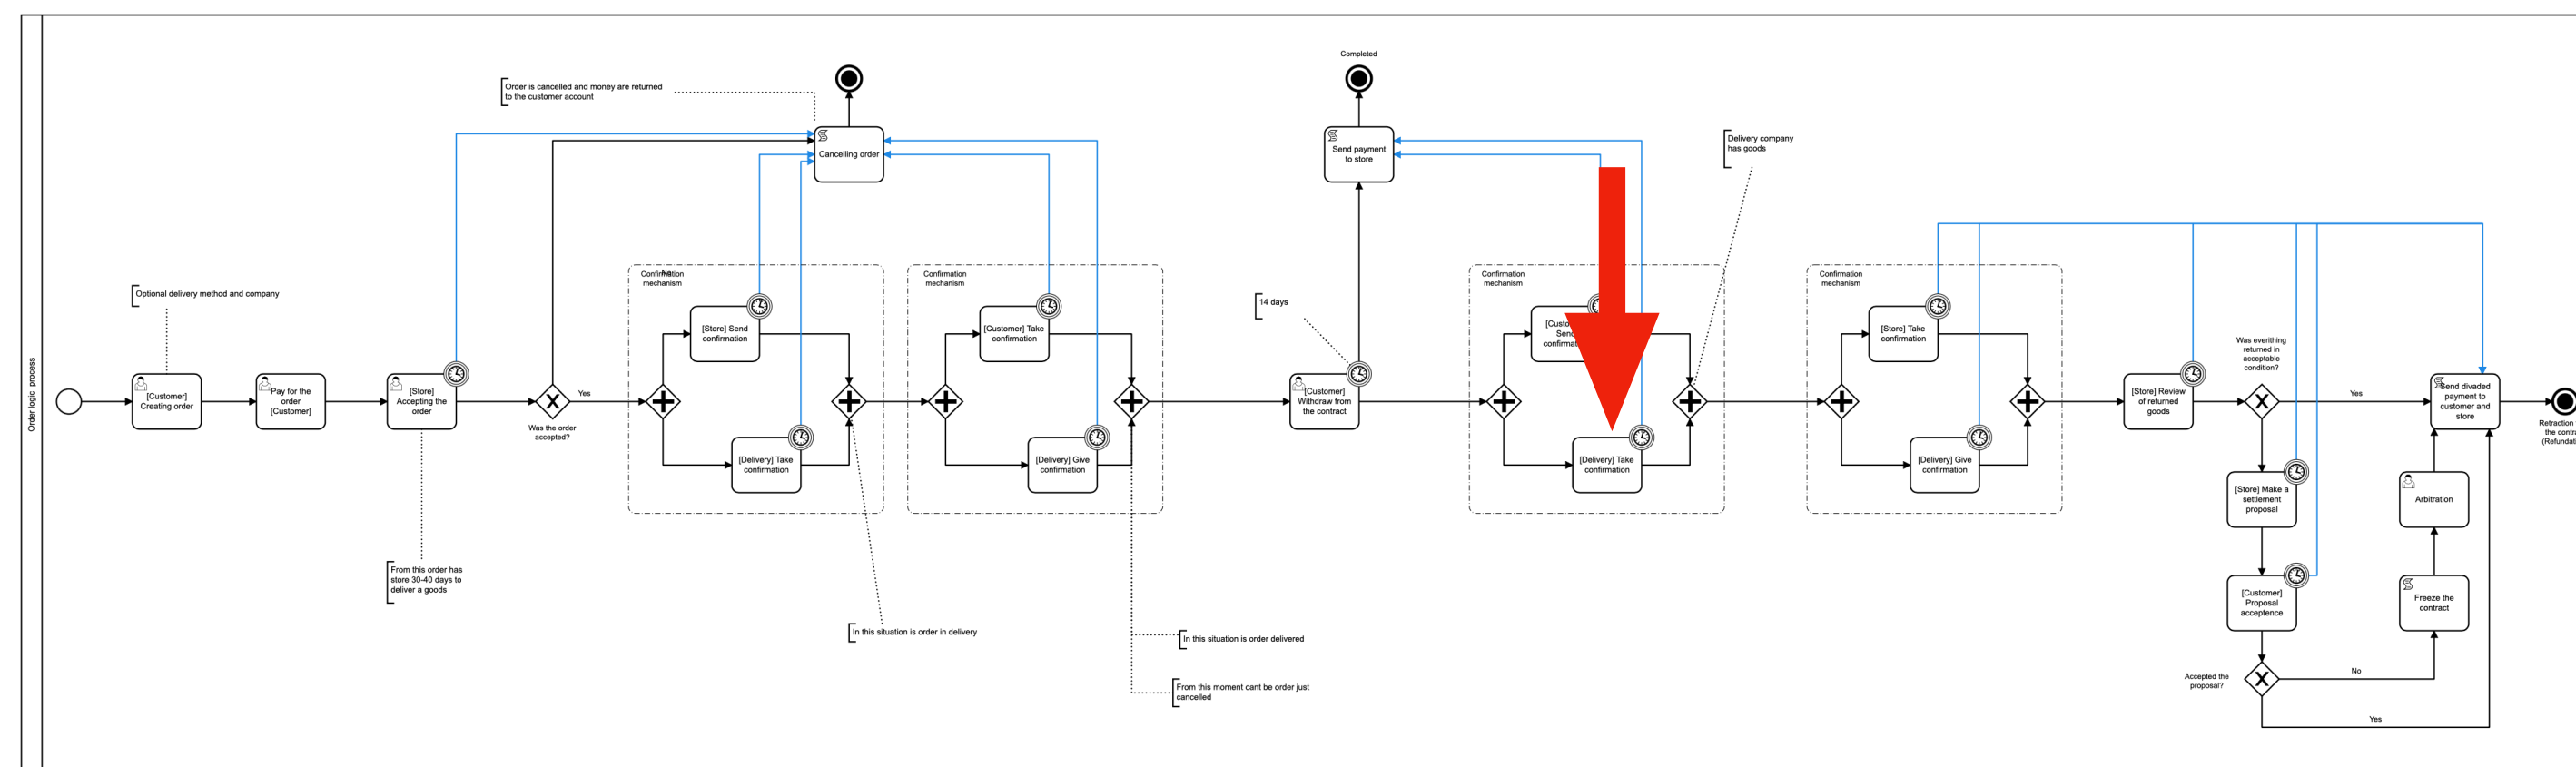 Order logic process
Optional delivery method and company
[Customer]
Creating order
Pay for the
order
[Customer]
[Store]
Accepting the
order
From this order has
store 30-40 days to
deliver a goods
Was the order
accepted?
Yes
No
Order is cancelled and money are returned
to the customer account
Cancelling order
Confirmation
mechanism
[Store] Send
confirmation
[Delivery] Take
confirmation
In this situation is order in delivery
Confirmation
mechanism
[Customer] Take
confirmation
[Delivery] Give
confirmation
In this situation is order delivered
From this moment cant be order just
cancelled
14 days
[Customer]
Withdraw from
the contract
Completed
Send payment
to store
Confirmation
mechanism
[Delivery] Take
confirmation
Delivery company
has goods
Confirmation
mechanism
[Store] Take
confirmation
[Delivery] Give
confirmation
[Store] Review
of returned
goods
Was everithing
returned in
acceptable
condition?
Yes
[Store] Make a
settlement
proposal
[Customer]
Proposal
acceptence
Accepted the
proposal?
No
Yes
Freeze the
contract
Arbitration
Send divaded
payment to
customer and
store
Retraction